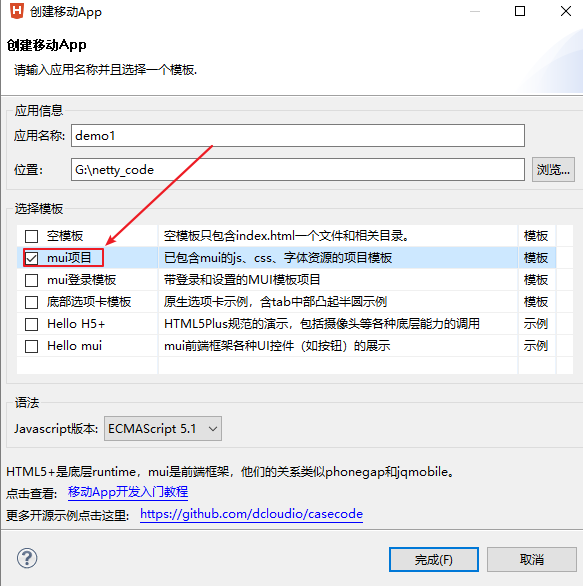 创建移动App
创建移动App
请输入应用名称并且选择一个模板.
应用信息
应用名称: demo1
位置: G:\netty_code 浏览...
选择模板
空模板 空模板只包含index.html一个文件和相关目录。 模板
mui项目 已包含mui的js、css、字体资源的项目模板 模板
mui登录模板 带登录和设置的MUI模板项目 模板
底部选项卡模板 原生选项卡示例，含tab中部凸起半圆示例 模板
Hello H5+ HTML5Plus规范的演示，包括摄像头等各种底层能力的调用 示例
Hello mui mui前端框架各种UI控件（如按钮）的展示 示例
语法
Javascript版本: ECMAScript 5.1
HTML5+是底层runtime，mui是前端框架，他们的关系类似phonegap和jqmobile。
点击查看: 移动App开发入门教程
更多开源示例点击这里: https://github.com/dcloudio/casecode
? 完成(F) 取消